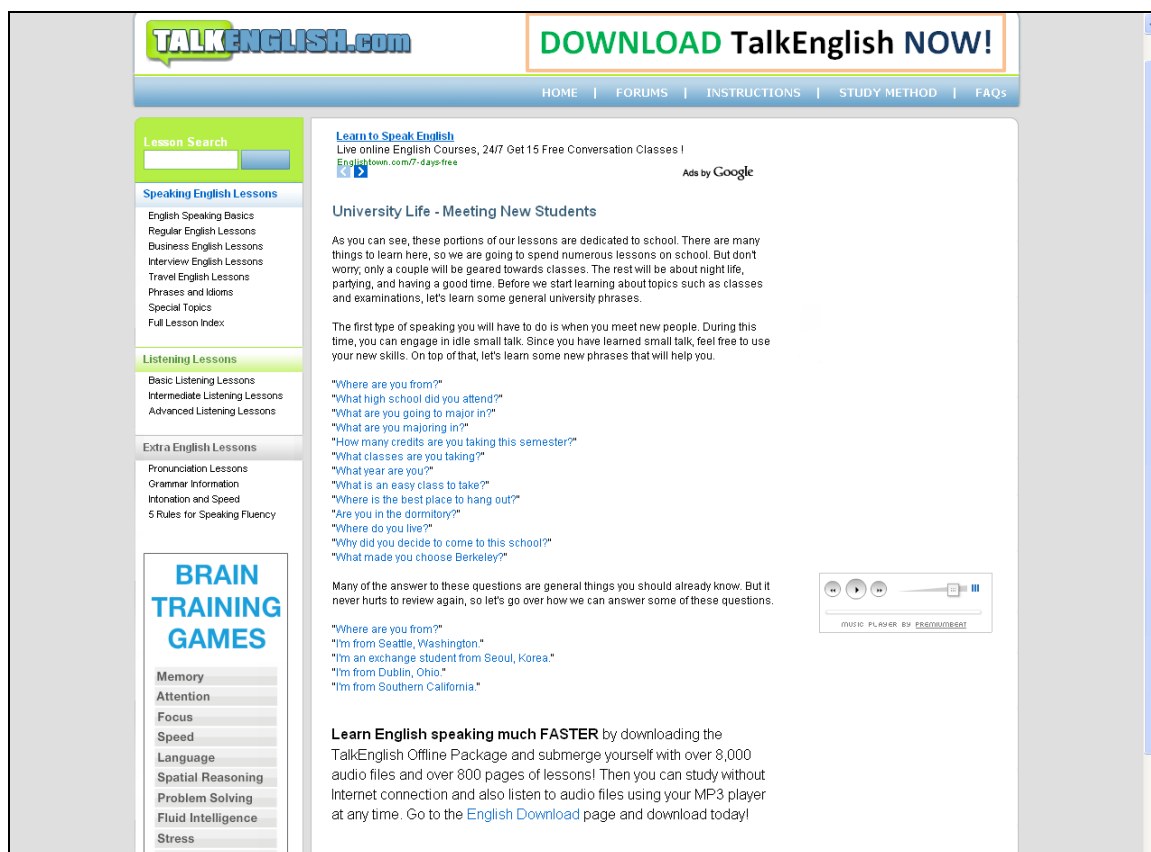 TALKENGLISH.com
DOWNLOAD TalkEnglish NOW!
HOME | FORUMS | INSTRUCTIONS | STUDY METHOD | FAQs
Lesson Search
Speaking English Lessons
English Speaking Basics
Regular English Lessons
Business English Lessons
Interview English Lessons
Travel English Lessons
Phrases and Idioms
Special Topics
Full Lesson Index
Listening Lessons
Basic Listening Lessons
Intermediate Listening Lessons
Advanced Listening Lessons
Extra English Lessons
Pronunciation Lessons
Grammar Information
Intonation and Speed
5 Rules for Speaking Fluency
BRAIN
TRAINING
GAMES
Memory
Attention
Focus
Speed
Language
Spatial Reasoning
Problem Solving
Fluid Intelligence
Stress
Learn to Speak English
Live online English Courses, 24/7 Get 15 Free Conversation Classes !
Englishtown.com/7-days-free
Ads by Google
University Life - Meeting New Students
As you can see, these portions of our lessons are dedicated to school. There are many
things to learn here, so we are going to spend numerous lessons on school. But don't
worry; only a couple will be geared towards classes. The rest will be about night life,
partying, and having a good time. Before we start learning about topics such as classes
and examinations, let's learn some general university phrases.
The first type of speaking you will have to do is when you meet new people. During this
time, you can engage in idle small talk. Since you have learned small talk, feel free to use
your new skills. On top of that, let's learn some new phrases that will help you.
"Where are you from?"
"What high school did you attend?"
"What are you going to major in?"
"What are you majoring in?"
"How many credits are you taking this semester?"
"What classes are you taking?"
"What year are you?"
"What is an easy class to take?"
"Where is the best place to hang out?"
"Are you in the dormitory?"
"Where do you live?"
"Why did you decide to come to this school?"
"What made you choose Berkeley?"
Many of the answer to these questions are general things you should already know. But it
never hurts to review again, so let's go over how we can answer some of these questions.
"Where are you from?"
"I'm from Seattle, Washington."
"I'm an exchange student from Seoul, Korea."
"I'm from Dublin, Ohio."
"I'm from Southern California."
Learn English speaking much FASTER by downloading the
TalkEnglish Offline Package and submerge yourself with over 8,000
audio files and over 800 pages of lessons! Then you can study without
Internet connection and also listen to audio files using your MP3 player
at any time. Go to the English Download page and download today!
MUSIC PLAYER BY PREMIUMBEAT